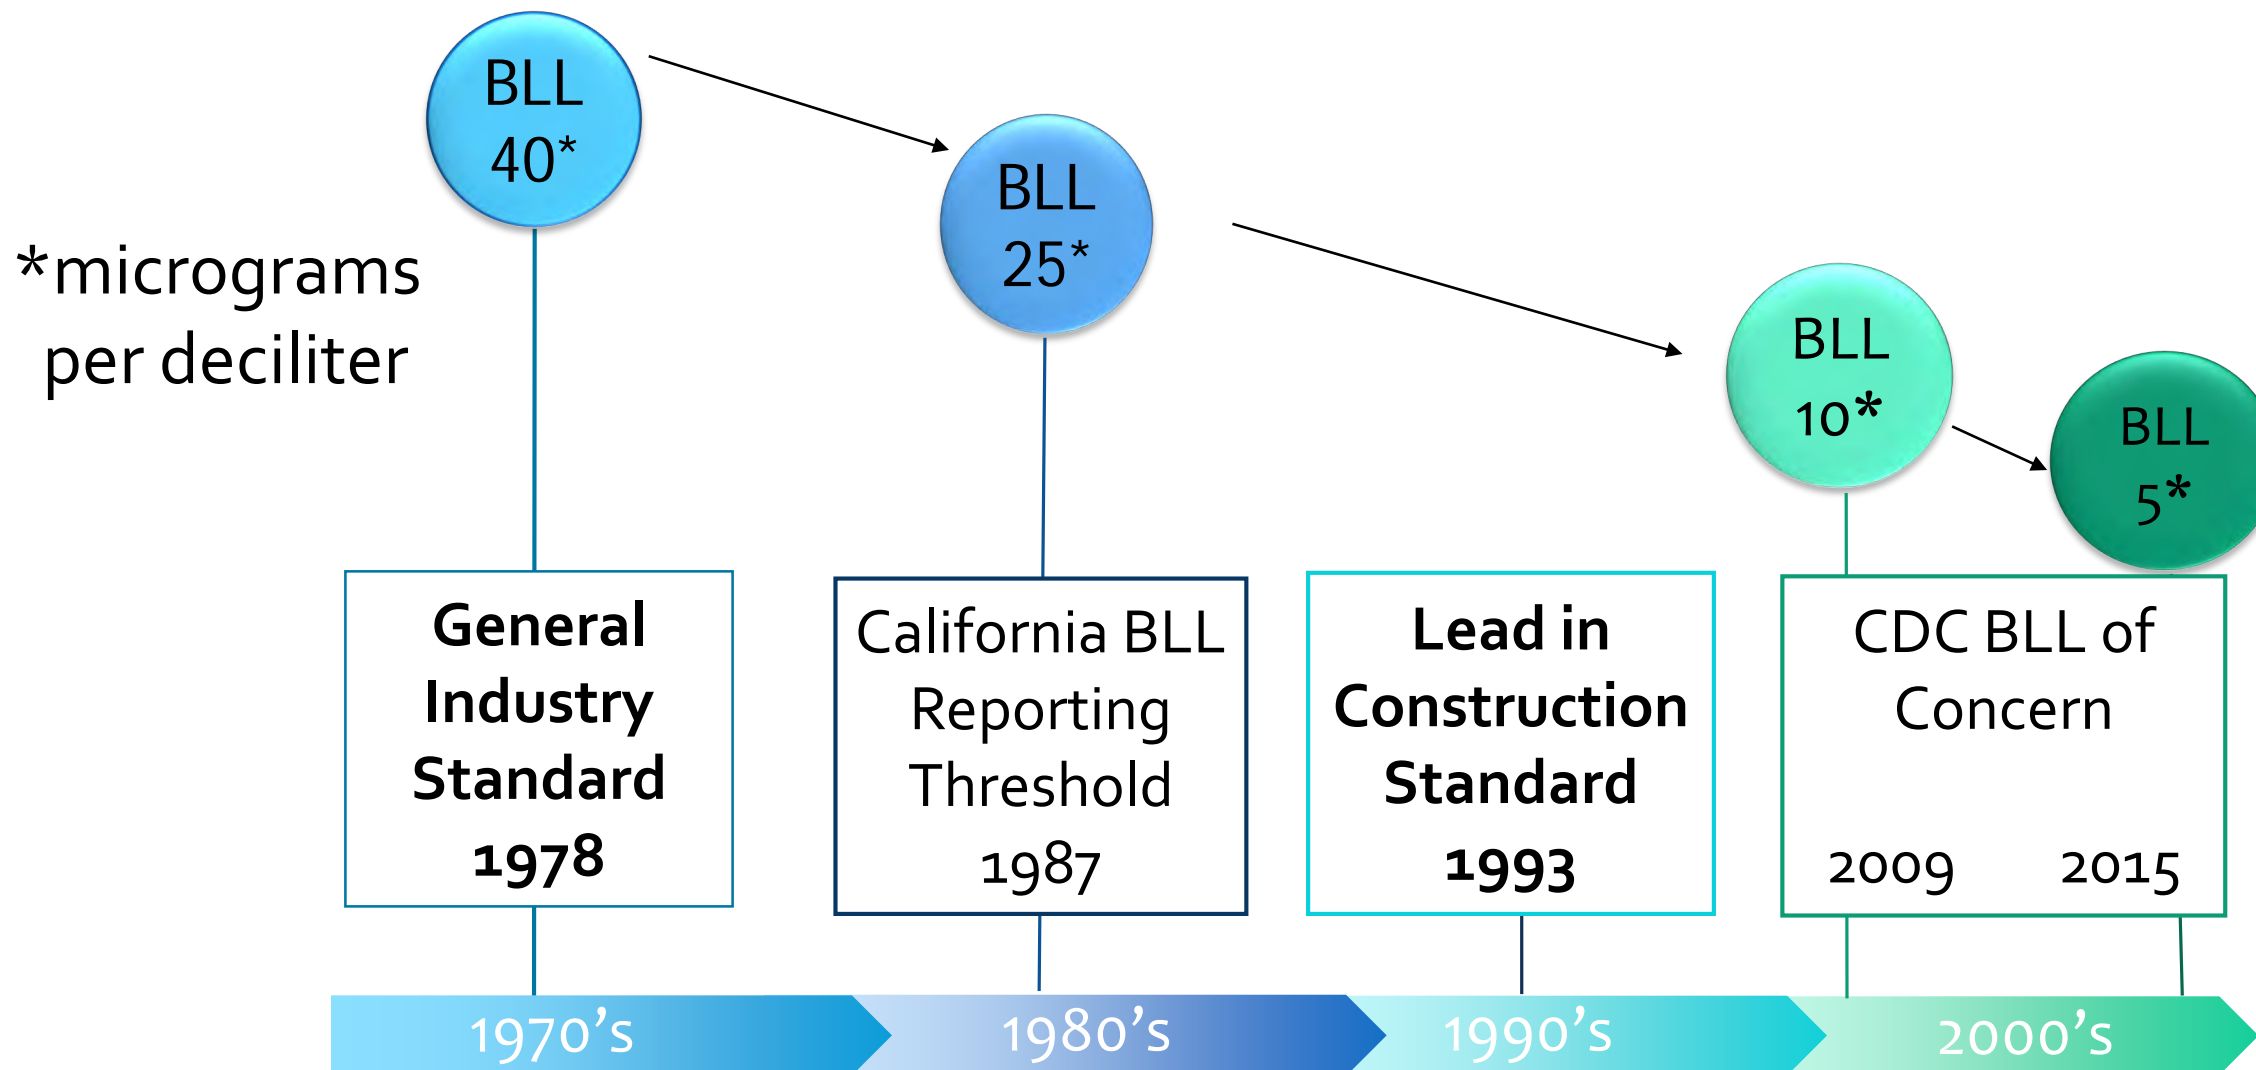 BLL
40*
BLL
25*
*micrograms
per deciliter
BLL
10*
BLL
5*
General
Industry
Standard
1978
California BLL
Reporting
Threshold
1987
Lead in
Construction
Standard
1993
CDC BLL of
Concern
2009 2015
1970’s
1980’s
1990’s
2000’s